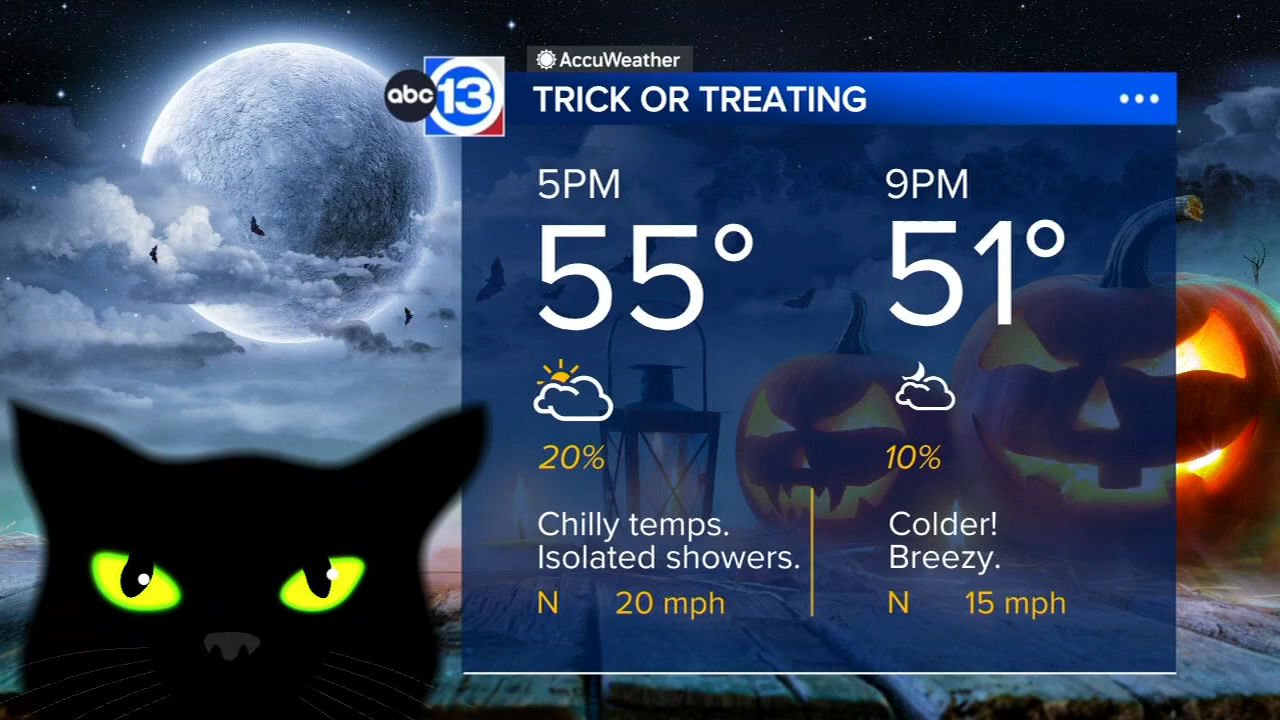 AccuWeather
abc 13
TRICK OR TREATING
5PM
55°
20%
Chilly temps.
Isolated showers.
N 20 mph
9PM
51°
10%
Colder!
Breezy.
N 15 mph